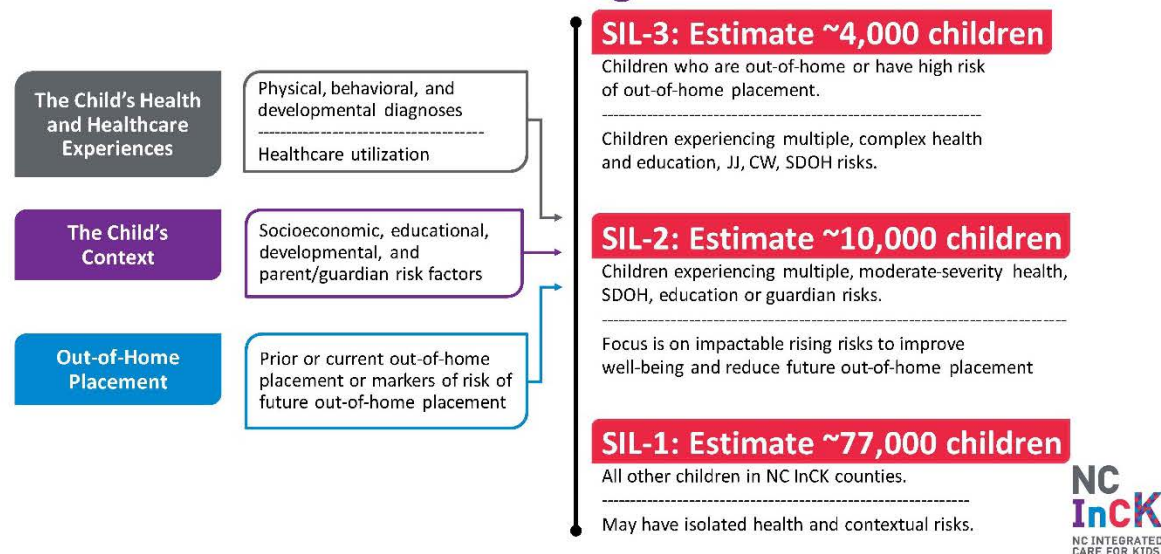 The Child's Health
and Healthcare
Experiences
Physical, behavioral, and
developmental diagnoses
Healthcare utilization
The Child's
Context
Socioeconomic, educational,
developmental, and
parent/guardian risk factors
Out-of-Home
Placement
Prior or current out-of-home
placement or markers of risk of
future out-of-home placement
SIL-3: Estimate ~4,000 children
Children who are out-of-home or have high risk
of out-of-home placement.
Children experiencing multiple, complex health
and education, JJ, CW, SDOH risks.
SIL-2: Estimate ~10,000 children
Children experiencing multiple, moderate-severity health,
SDOH, education or guardian risks.
Focus is on impactable rising risks to improve
well-being and reduce future out-of-home placement
SIL-1: Estimate ~77,000 children
All other children in NC InCK counties.
May have isolated health and contextual risks.
NC
InCK
NC INTEGRATED
CARE FOR KIDS